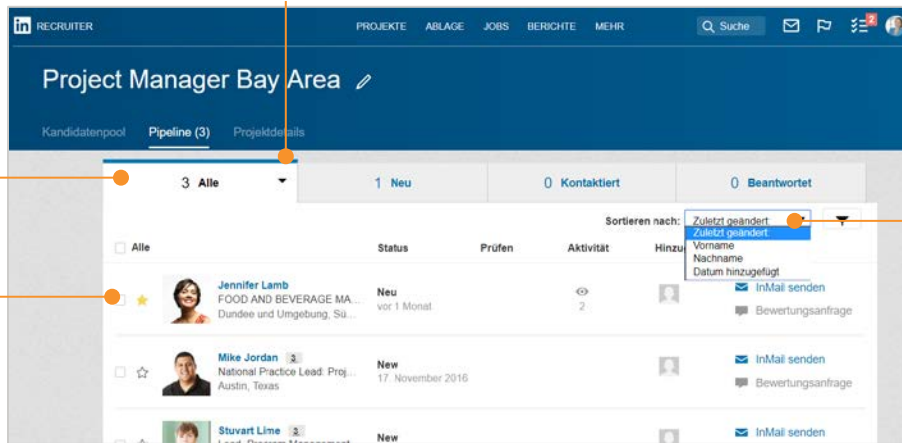 in RECRUITER PROJEKTE ABLAGE JOBS BERICHTE MEHR Suche 2
Project Manager Bay Area
Kandidatenpool Pipeline (3) Projektdetails
3 Alle 1 Neu 0 Kontaktiert 0 Beantwortet
Sortieren nach: Zuletzt geändert
Zuletzt geändert
Vorname
Nachname
Datum hinzugefügt
Alle Status Prüfen Aktivität
Jennifer Lamb Neu InMail senden
FOOD AND BEVERAGE MA... vor 1 Monat 2
Dundee und Umgebung, Sü... Bewertungsanfrage
Mike Jordan New InMail senden
National Practice Lead: Proj... 17. November 2016
Austin, Texas Bewertungsanfrage
Stuvart Lime New InMail senden